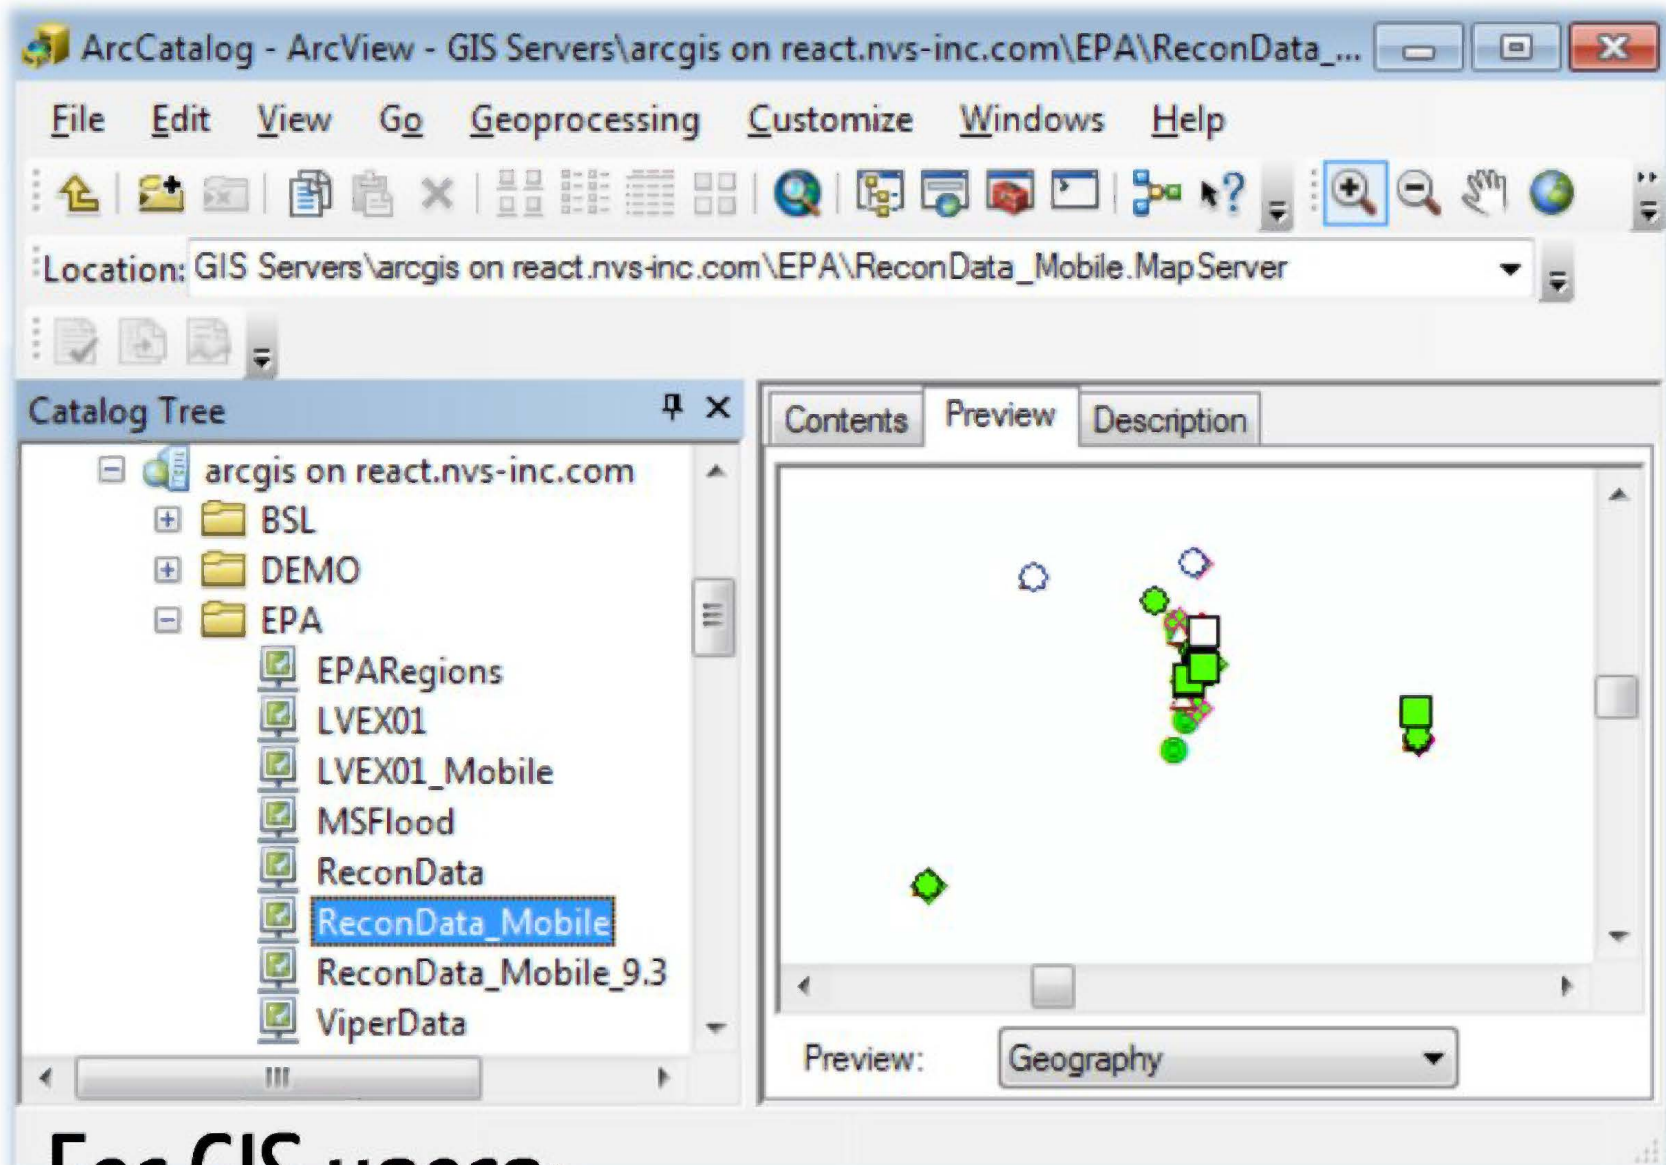 ArcCatalog - ArcView - GIS Servers\arcgis on react.nvs-inc.com\EPA\ReconData_...
File Edit View Go Geoprocessing Customize Windows Help
Location: GIS Servers\arcgis on react.nvs-inc.com\EPA\ReconData_Mobile.MapServer
Catalog Tree
arcgis on react.nvs-inc.com
BSL
DEMO
EPA
EPARegions
LVEX01
LVEX01_Mobile
MSFlood
ReconData
ReconData_Mobile
ReconData_Mobile_9.3
ViperData
Contents Preview Description
Preview: Geography
For GIS users